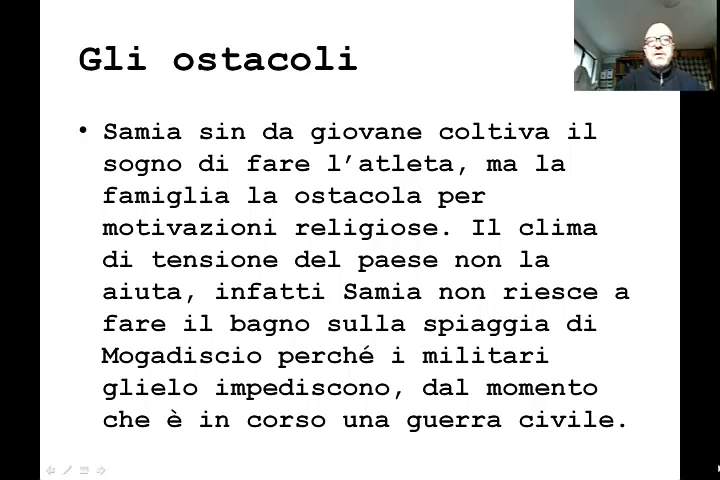 Gli ostacoli
• Samia sin da giovane coltiva il
sogno di fare l’atleta, ma la
famiglia la ostacola per
motivazioni religiose. Il clima
di tensione del paese non la
aiuta, infatti Samia non riesce a
fare il bagno sulla spiaggia di
Mogadiscio perché i militari
glielo impediscono, dal momento
che è in corso una guerra civile.